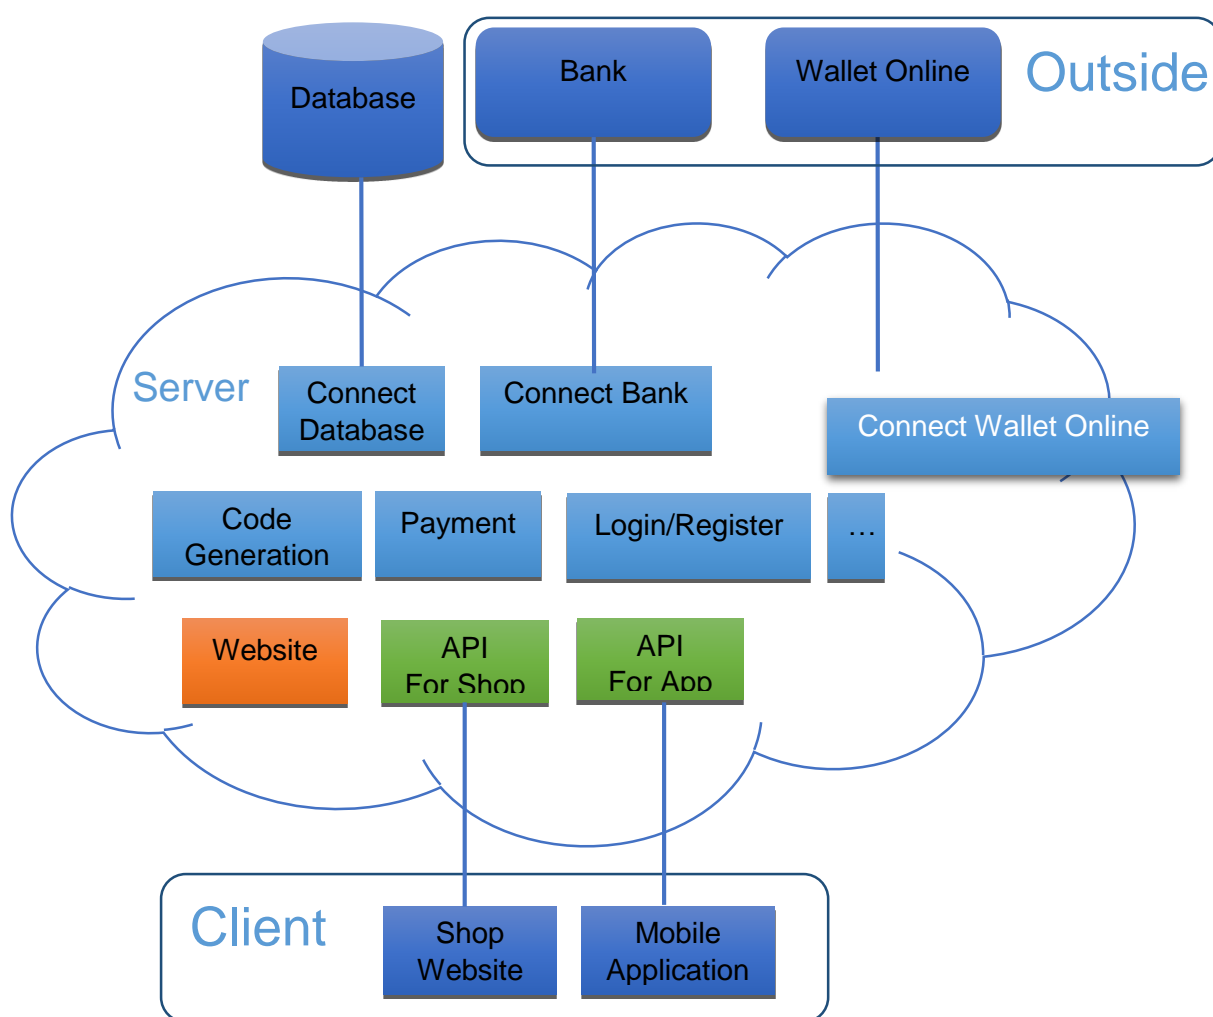 Database
Bank
Wallet Online
Outside
Server
Connect
Database
Connect Bank
Connect Wallet Online
Code
Generation
Payment
Login/Register
…
Website
API
For Shop
API
For App
Client
Shop
Website
Mobile
Application